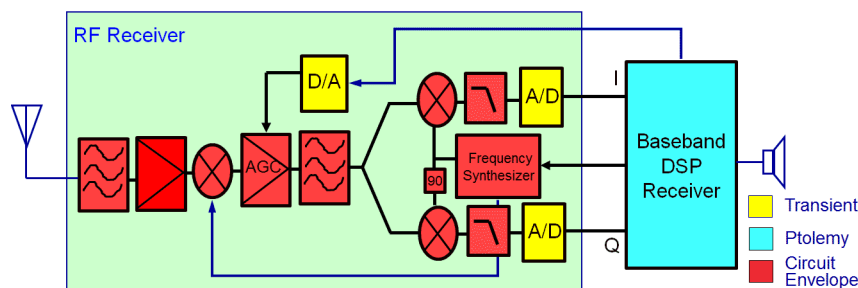 RF Receiver
D/A
I
A/D
AGC
Frequency
Synthesizer
90
Baseband
DSP
Receiver
A/D
Q
Transient
Ptolemy
Circuit
Envelope